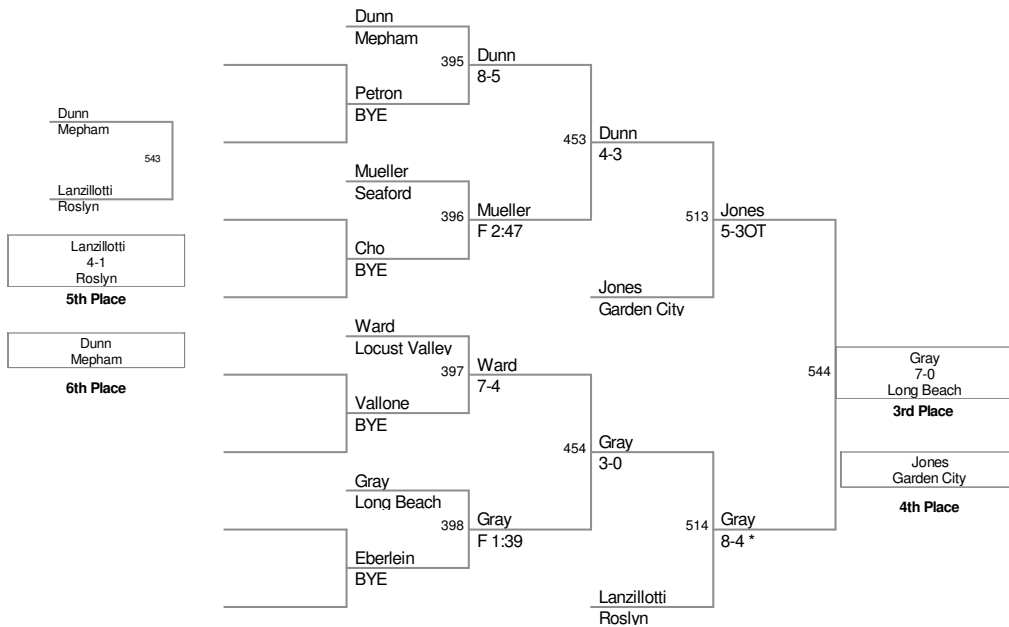 Dunn
Mepham
395
Dunn
8-5
Petron
BYE
453
Dunn
4-3
Mueller
Seaford
396
Mueller
F 2:47
Cho
BYE
513
Jones
5-3OT
Jones
Garden City
Ward
Locust Valley
397
Ward
7-4
Vallone
BYE
454
Gray
3-0
Gray
Long Beach
398
Gray
F 1:39
Eberlein
BYE
514
Gray
8-4 *
Lanzillotti
Roslyn
544
Gray
7-0
Long Beach
3rd Place
Jones
Garden City
4th Place
Dunn
Mepham
543
Lanzillotti
Roslyn
Lanzillotti
4-1
Roslyn
5th Place
Dunn
Mepham
6th Place